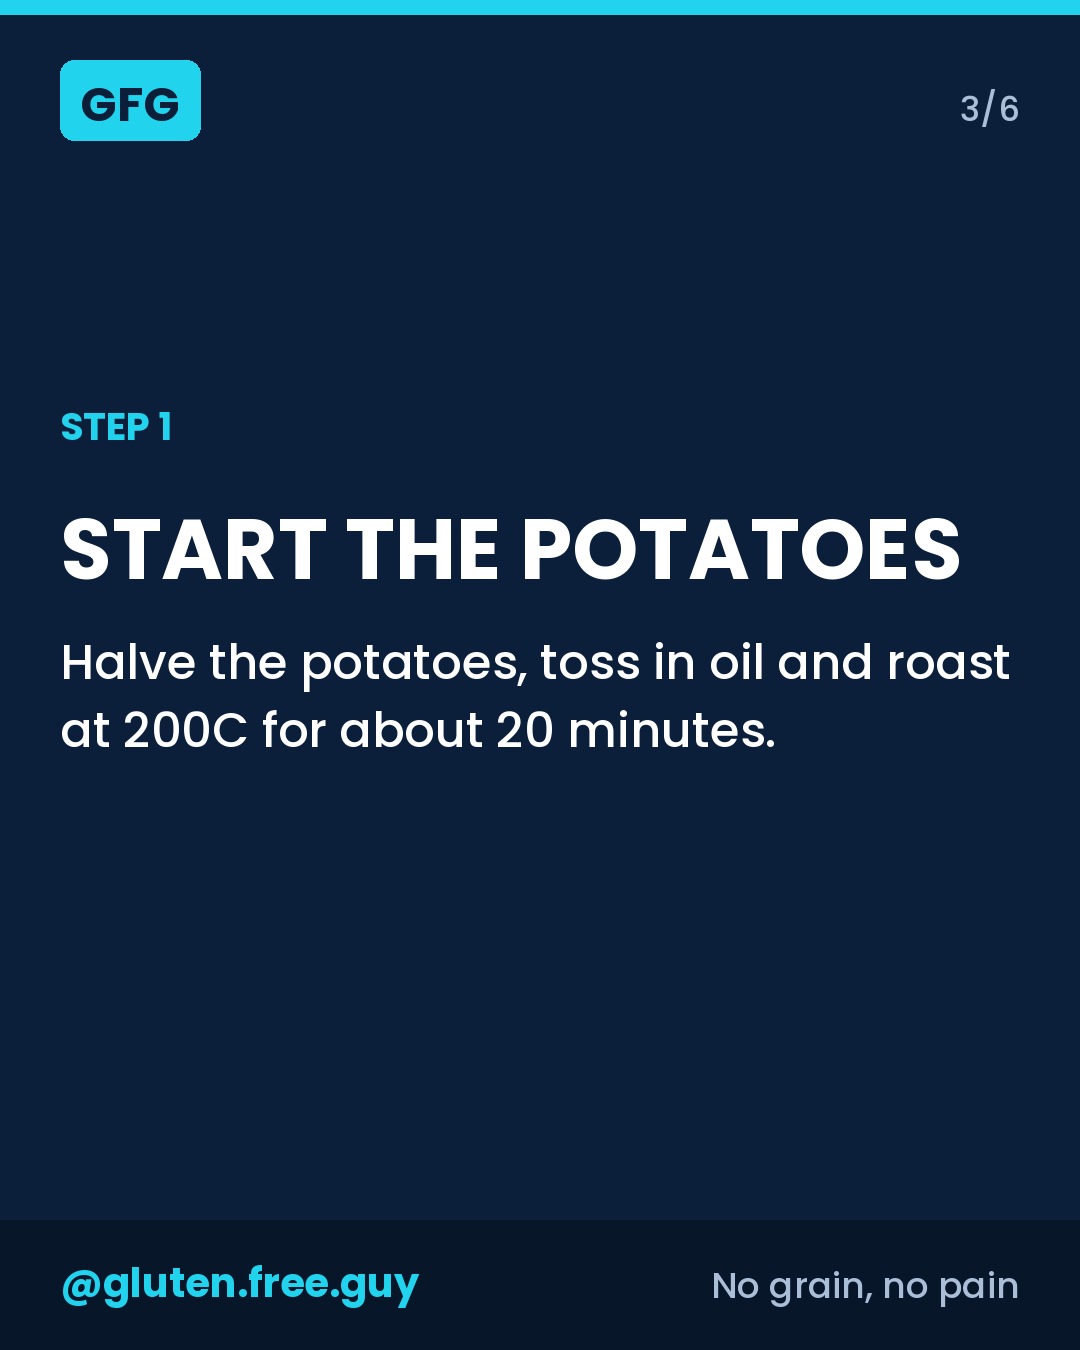 GFG
3/6
STEP 1
START THE POTATOES
Halve the potatoes, toss in oil and roast
at 200C for about 20 minutes.
@gluten.free.guy
No grain, no pain